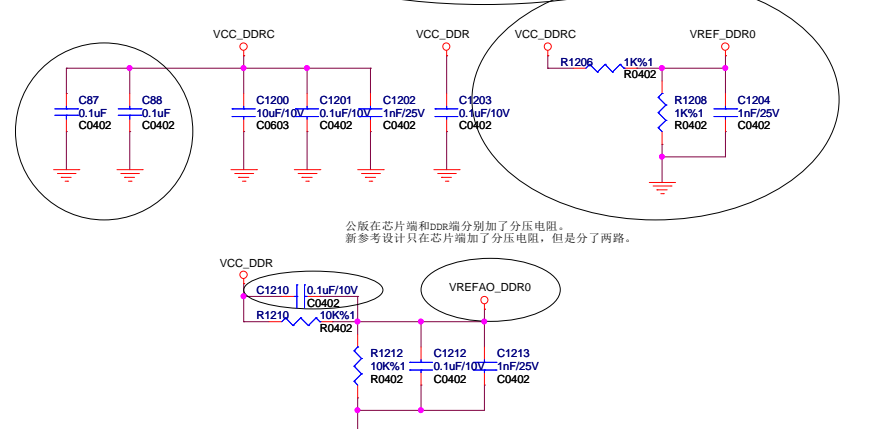 VCC_DDRC
VCC_DDR
VCC_DDRC
VREF_DDR0
R1206
1K%1
R0402
C87
0.1uF
C0402
C88
0.1uF
C0402
C1200
10uF/10V
C0603
C1201
0.1uF/10V
C0402
C1202
1nF/25V
C0402
C1203
0.1uF/10V
C0402
R1208
1K%1
R0402
C1204
1nF/25V
C0402
公版在芯片端和DDR端分别加了分压电阻。
新参考设计只在芯片端加了分压电阻，但是分了两路。
VCC_DDR
C1210
0.1uF/10V
C0402
R1210
10K%1
R0402
VREFAO_DDR0
R1212
10K%1
R0402
C1212
0.1uF/10V
C0402
C1213
1nF/25V
C0402